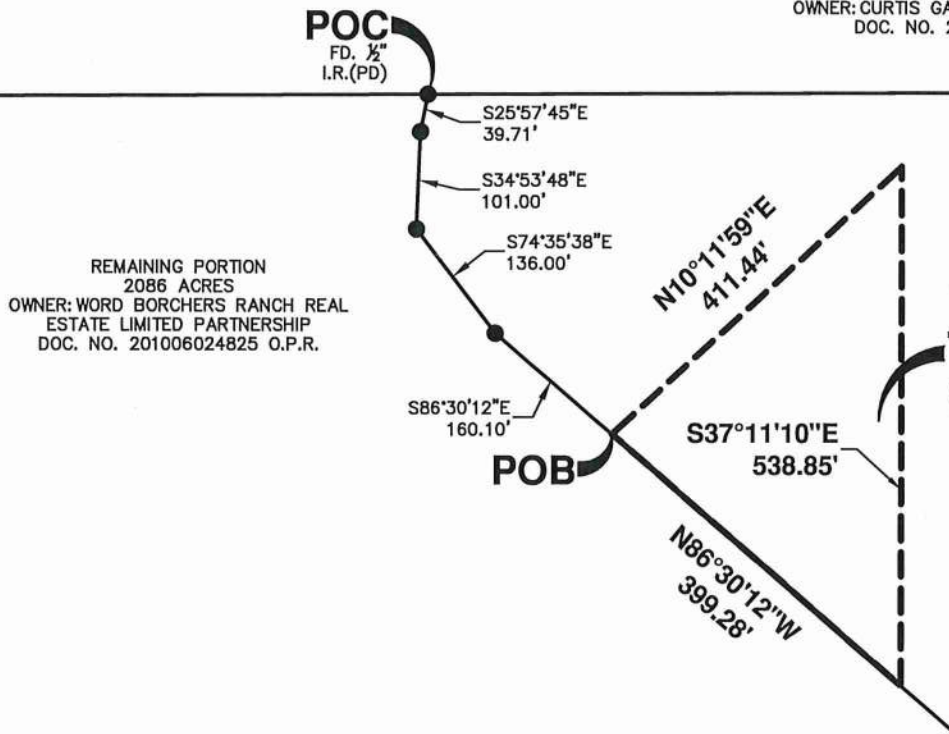 OWNER: CURTIS GA
DOC. NO. 2
POC
FD. ½"
I.R.(PD)
S25°57'45"E
39.71'
S34°53'48"E
101.00'
S74°35'38"E
136.00'
REMAINING PORTION
2086 ACRES
OWNER: WORD BORCHERS RANCH REAL
ESTATE LIMITED PARTNERSHIP
DOC. NO. 201006024825 O.P.R.
N10°11'59"E
411.44'
S86°30'12"E
160.10'
POB
S37°11'10"E
538.85'
N86°30'12"W
399.28'